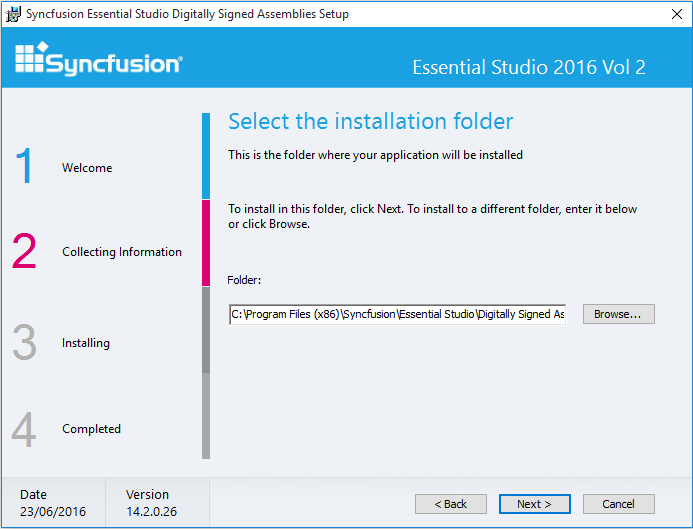 Syncfusion Essential Studio Digitally Signed Assemblies Setup
Syncfusion®
Essential Studio 2016 Vol 2
1
Welcome
2
Collecting Information
3
Installing
4
Completed
Select the installation folder
This is the folder where your application will be installed
To install in this folder, click Next. To install to a different folder, enter it below
or click Browse.
Folder:
C:\Program Files (x86)\Syncfusion\Essential Studio\Digitally Signed As
Browse...
Date
23/06/2016
Version
14.2.0.26
< Back
Next >
Cancel